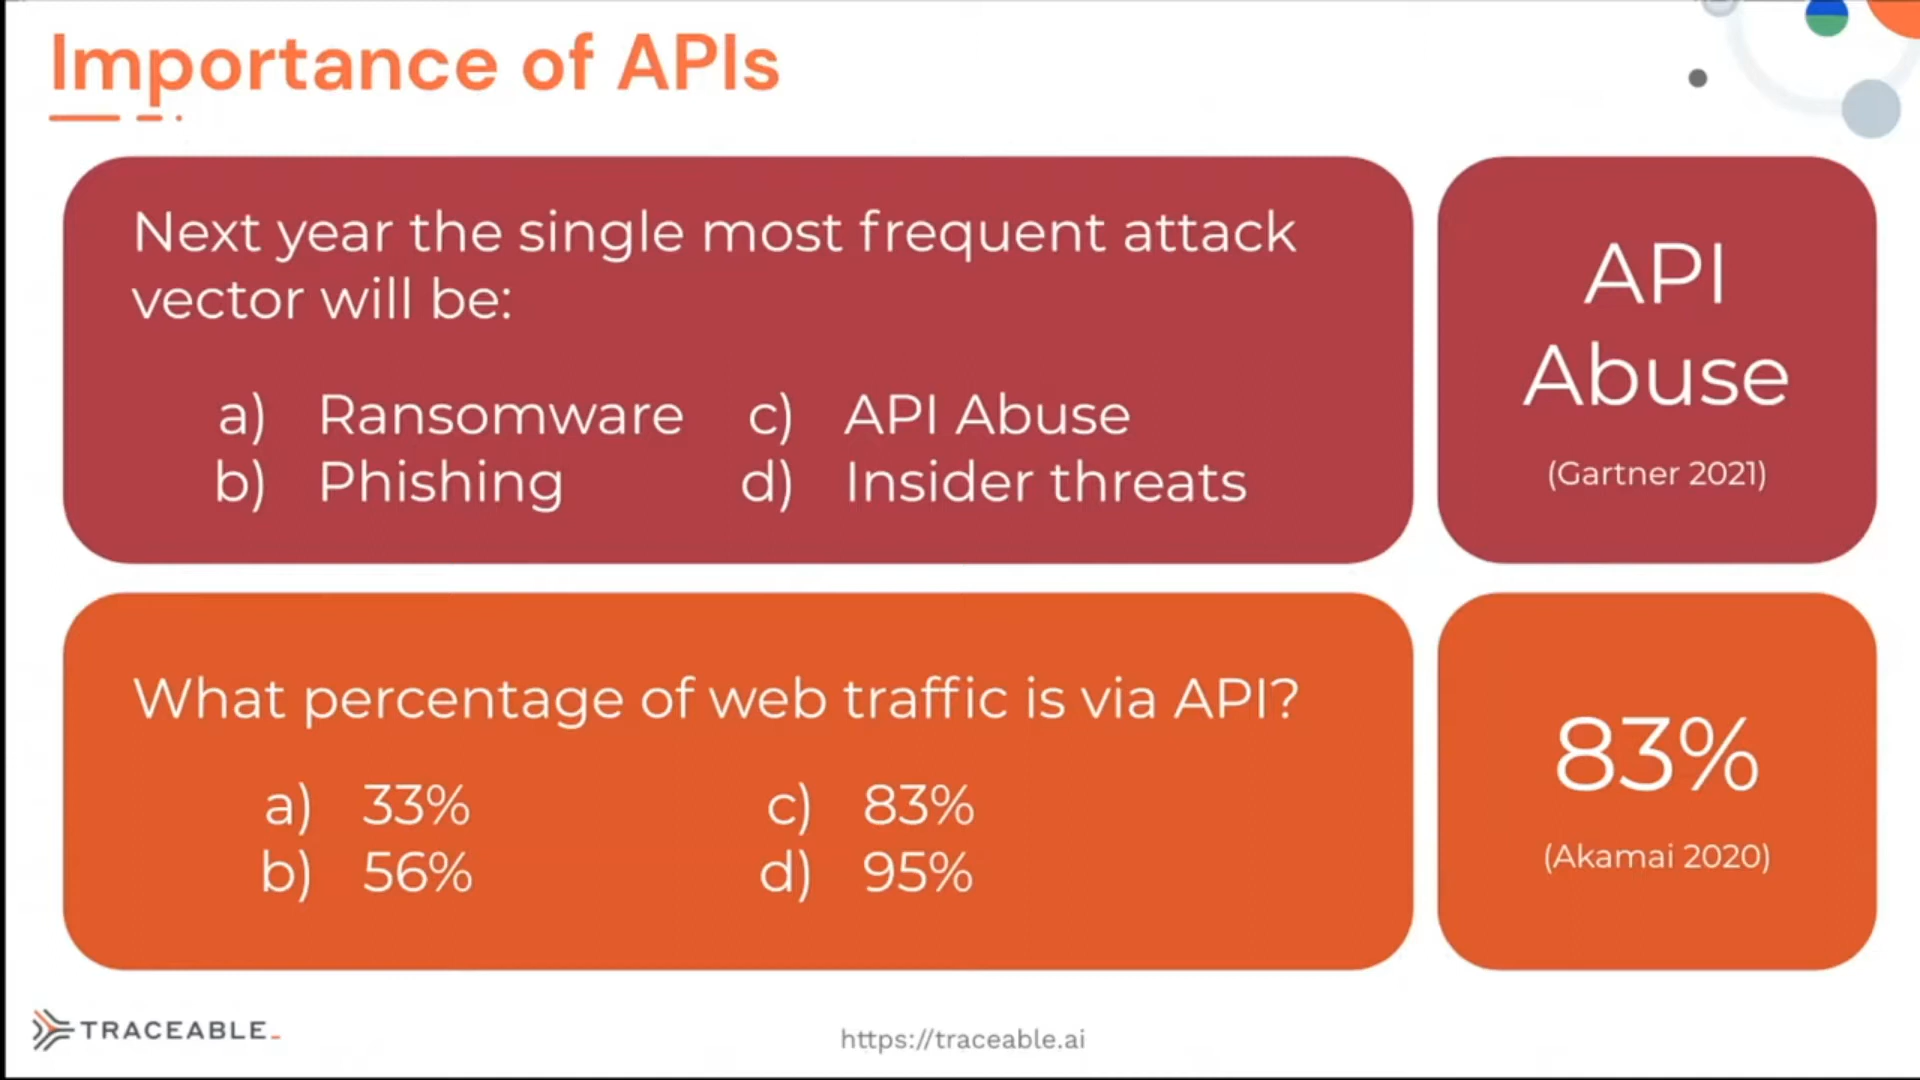 Importance of APIs
Next year the single most frequent attack
vector will be:
a) Ransomware c) API Abuse
b) Phishing d) Insider threats
API
Abuse
(Gartner 2021)
What percentage of web traffic is via API?
a) 33% c) 83%
b) 56% d) 95%
83%
(Akamai 2020)
TRACEABLE_
https://traceable.ai